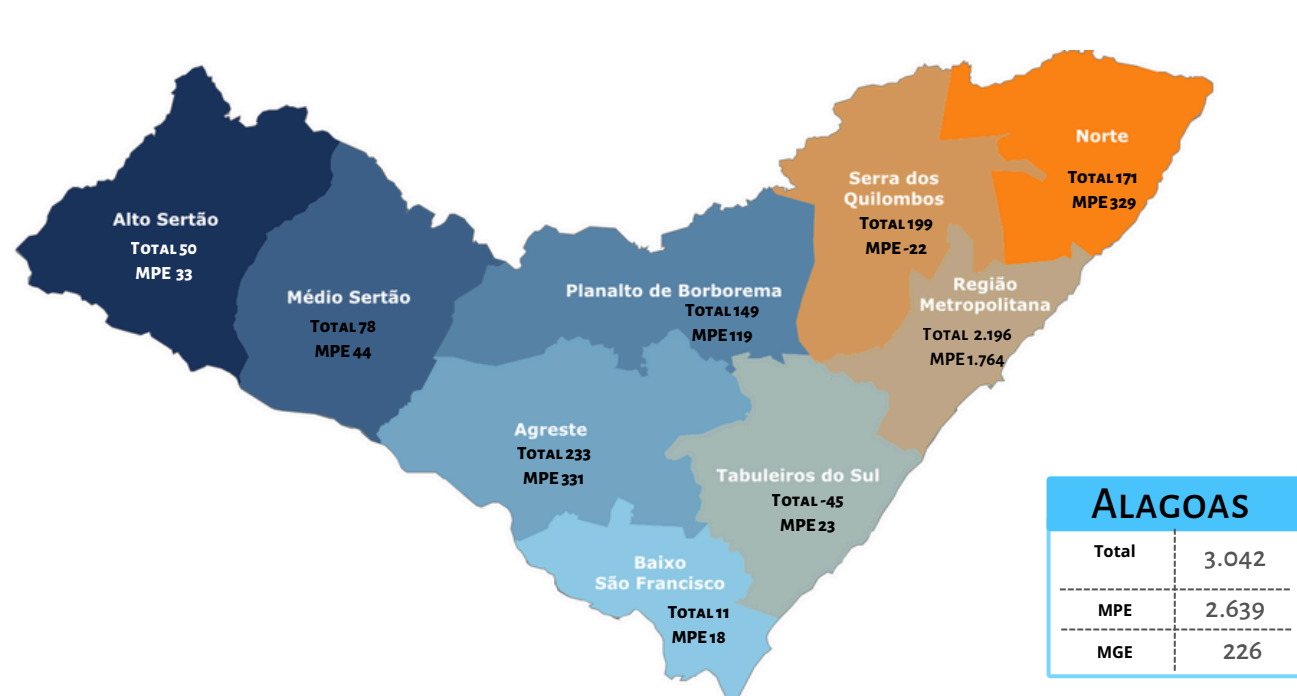 Norte
Total 171
MPE 329
Serra dos
Quilombos
Total 199
MPE -22
Alto Sertão
Total 50
MPE 33
Médio Sertão
Total 78
MPE 44
Planalto de Borborema
Total 149
MPE 119
Região
Metropolitana
Total 2.196
MPE 1.764
Agreste
Total 233
MPE 331
Tabuleiros do Sul
Total -45
MPE 23
Baixo
São Francisco
Total 11
MPE 18
Alagoas
Total 3.042
MPE 2.639
MGE 226